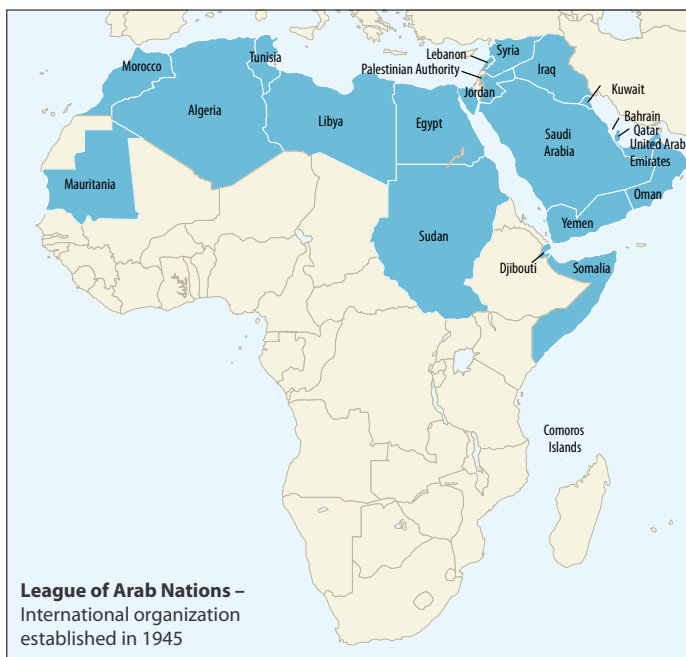 Lebanon
Syria
Tunisia
Morocco
Palestinian Authority
Iraq
Jordan
Kuwait
Algeria
Libya
Egypt
Bahrain
Qatar
Saudi
Arabia
United Arab
Emirates
Mauritania
Oman
Yemen
Sudan
Djibouti
Somalia
Comoros
Islands
League of Arab Nations –
International organization
established in 1945